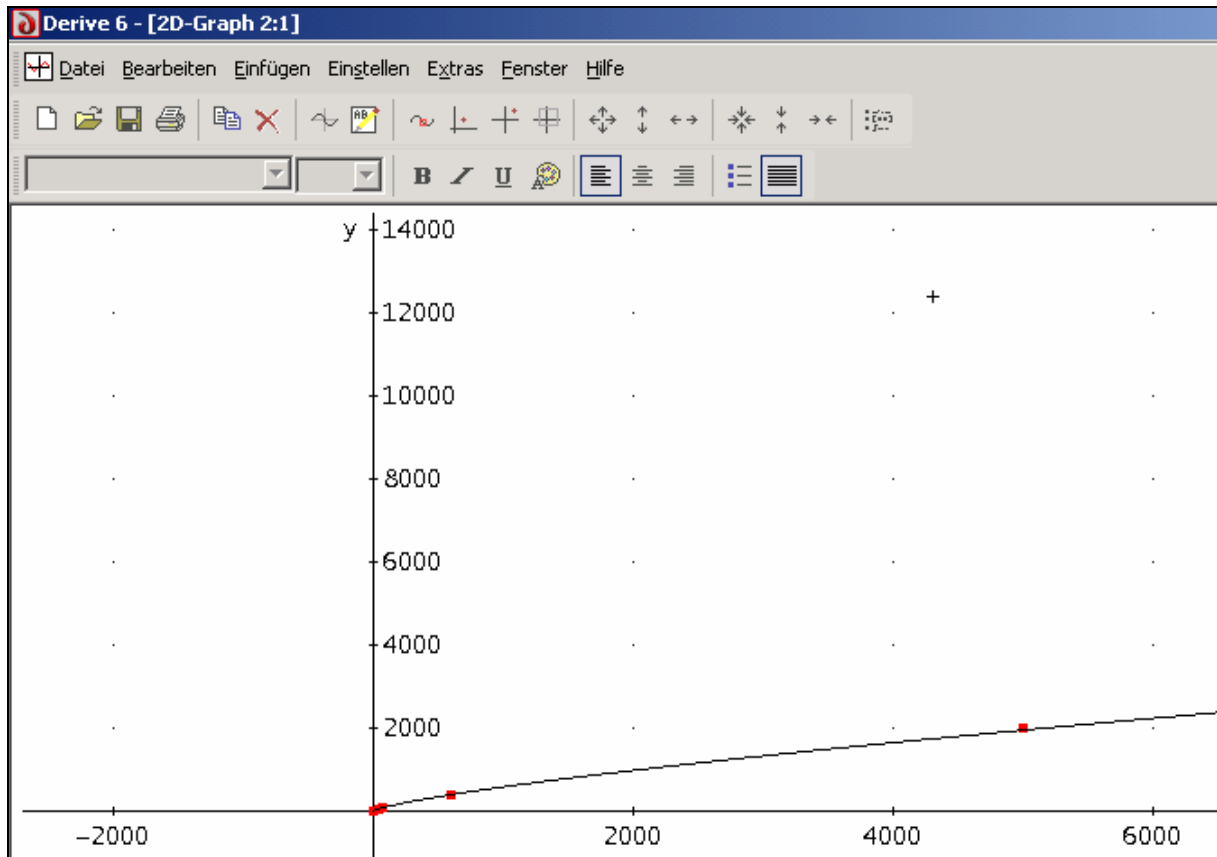 Derive 6 - [2D-Graph 2:1]
Datei Bearbeiten Einfügen Einstellen Extras Fenster Hilfe
AB
B I U A
y 14000
12000
10000
8000
6000
4000
2000
−2000 2000 4000 6000